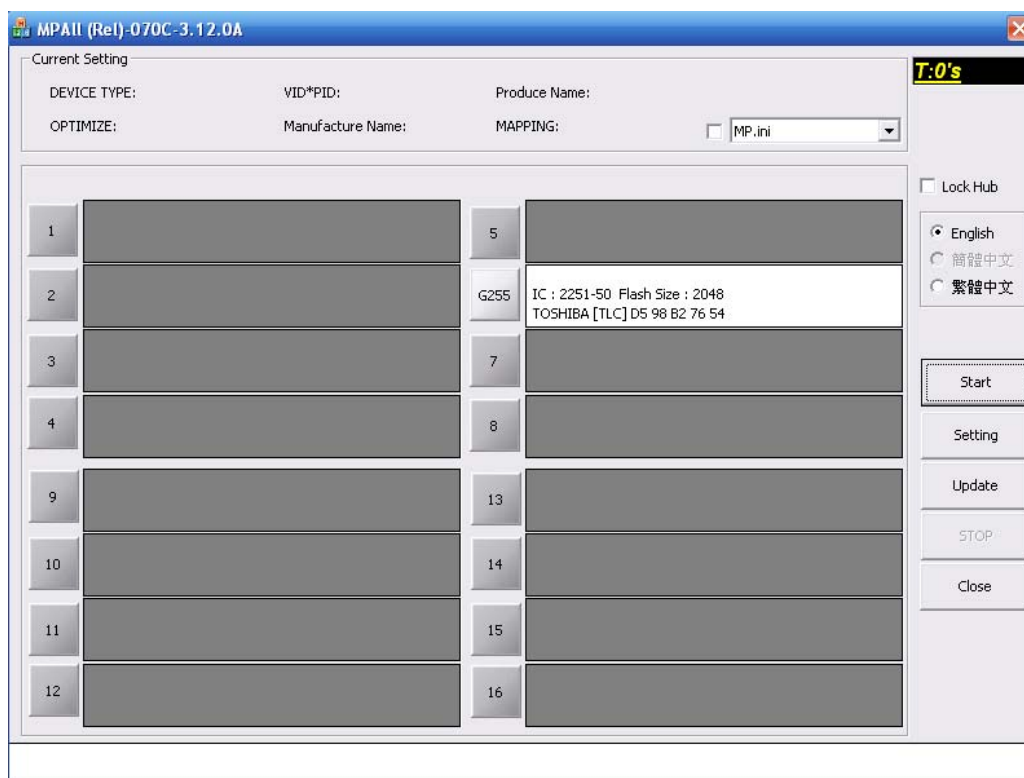 MPAll (Rel)-070C-3.12.0A
Current Setting
DEVICE TYPE:
VID*PID:
Produce Name:
OPTIMIZE:
Manufacture Name:
MAPPING:
MP.ini
T:0's
Lock Hub
English
簡體中文
繁體中文
1
5
2
G255
IC : 2251-50 Flash Size : 2048
TOSHIBA [TLC] D5 98 B2 76 54
3
7
4
8
9
13
10
14
11
15
12
16
Start
Setting
Update
STOP
Close